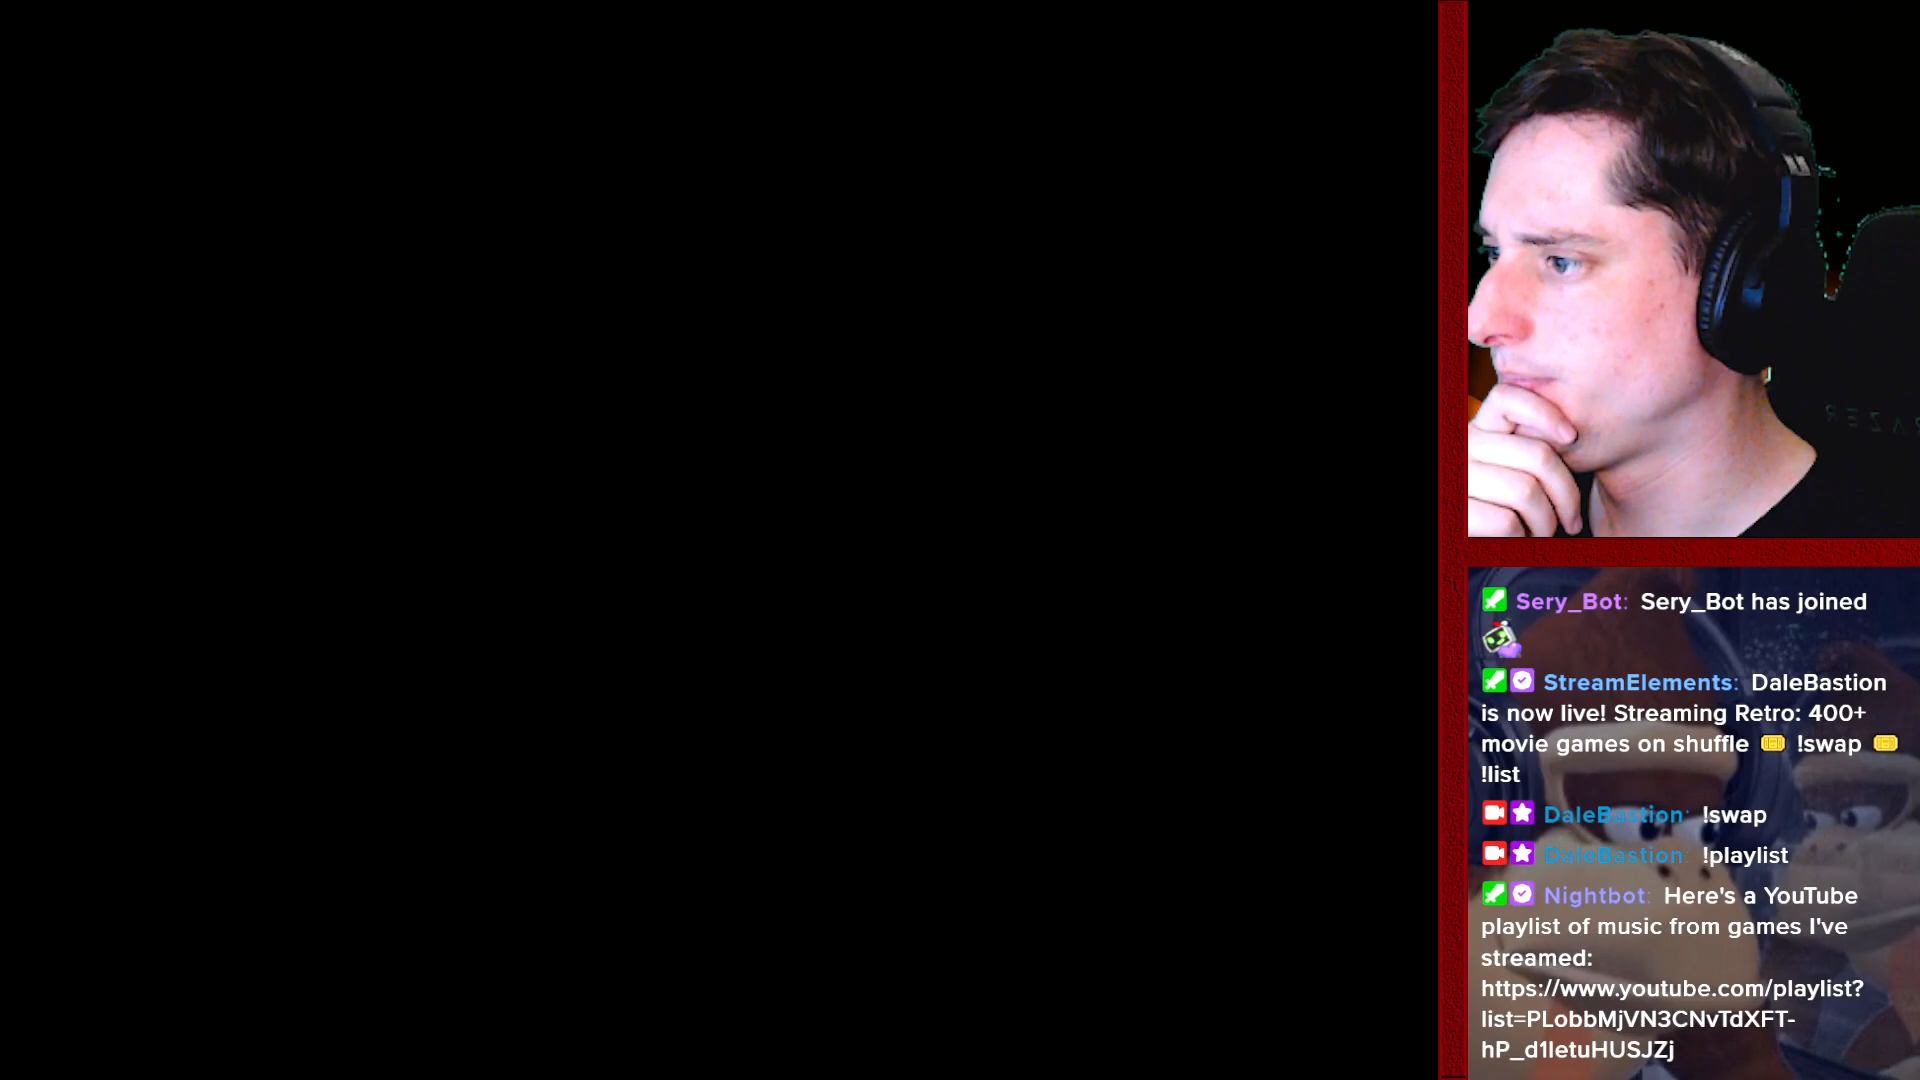 RAZER
Sery_Bot: Sery_Bot has joined
StreamElements: DaleBastion
is now live! Streaming Retro: 400+
movie games on shuffle !swap
!list
DaleBastion: !swap
DaleBastion: !playlist
Nightbot: Here's a YouTube
playlist of music from games I've
streamed:
https://www.youtube.com/playlist?
list=PLobbMjVN3CNvTdXFT-
hP_d1letuHUSJZj